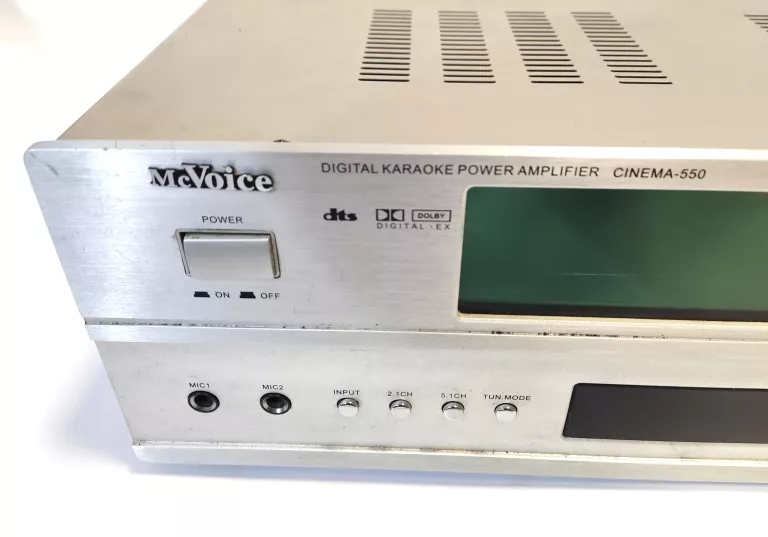 McVoice
DIGITAL KARAOKE POWER AMPLIFIER CINEMA-550
POWER
dts DOLBY
DIGITAL · EX
ON OFF
MIC1 MIC2 INPUT 2.1CH 5.1CH TUN.MODE